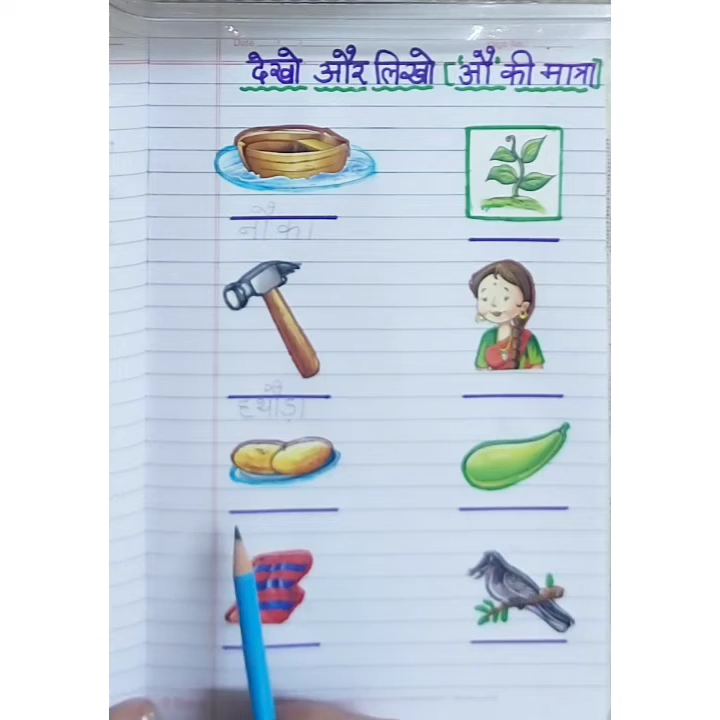 देखो और लिखो ['औ' की मात्रा]
नौका
हथौड़ा